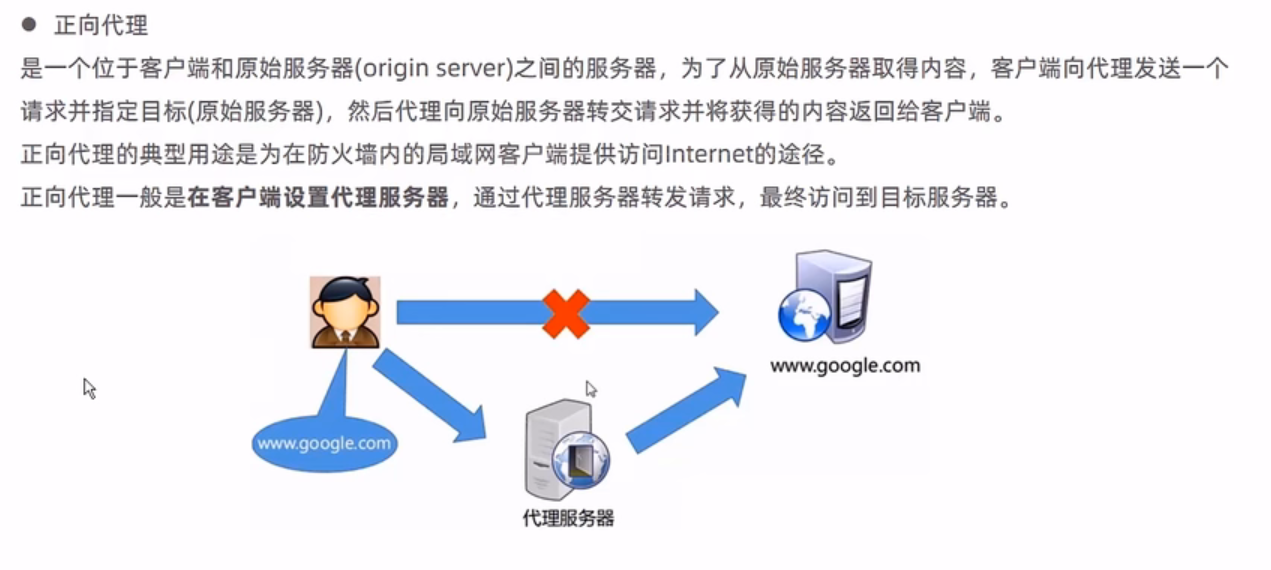 ● 正向代理
是一个位于客户端和原始服务器(origin server)之间的服务器，为了从原始服务器取得内容，客户端向代理发送一个
请求并指定目标(原始服务器)，然后代理向原始服务器转交请求并将获得的内容返回给客户端。
正向代理的典型用途是为在防火墙内的局域网客户端提供访问Internet的途径。
正向代理一般是在客户端设置代理服务器，通过代理服务器转发请求，最终访问到目标服务器。
www.google.com
www.google.com
代理服务器